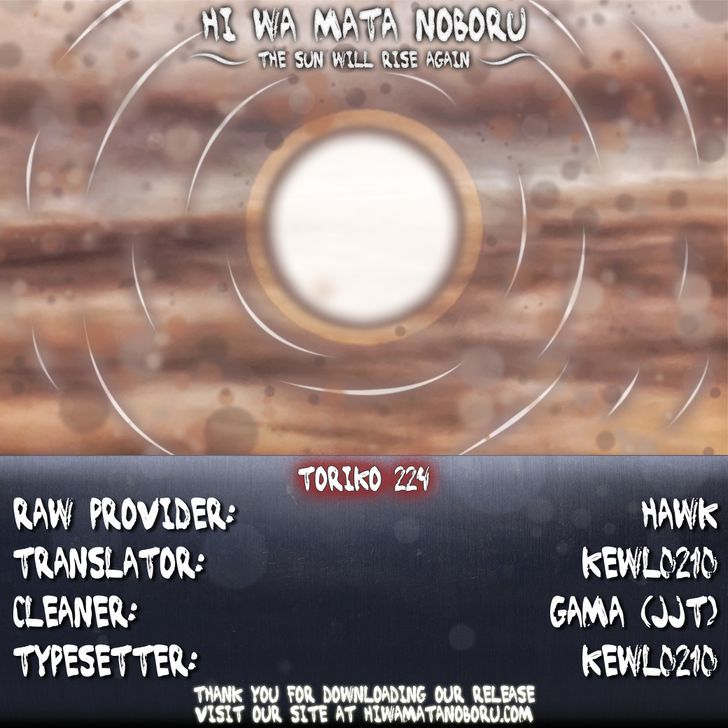 HI WA MATA NOBORU
THE SUN WILL RISE AGAIN
TORIKO 224
RAW PROVIDER: HAWK
TRANSLATOR: KEWL0210
CLEANER: GAMA (JJT)
TYPESETTER: KEWL0210
THANK YOU FOR DOWNLOADING OUR RELEASE
VISIT OUR SITE AT HIWAMATANOBORU.COM